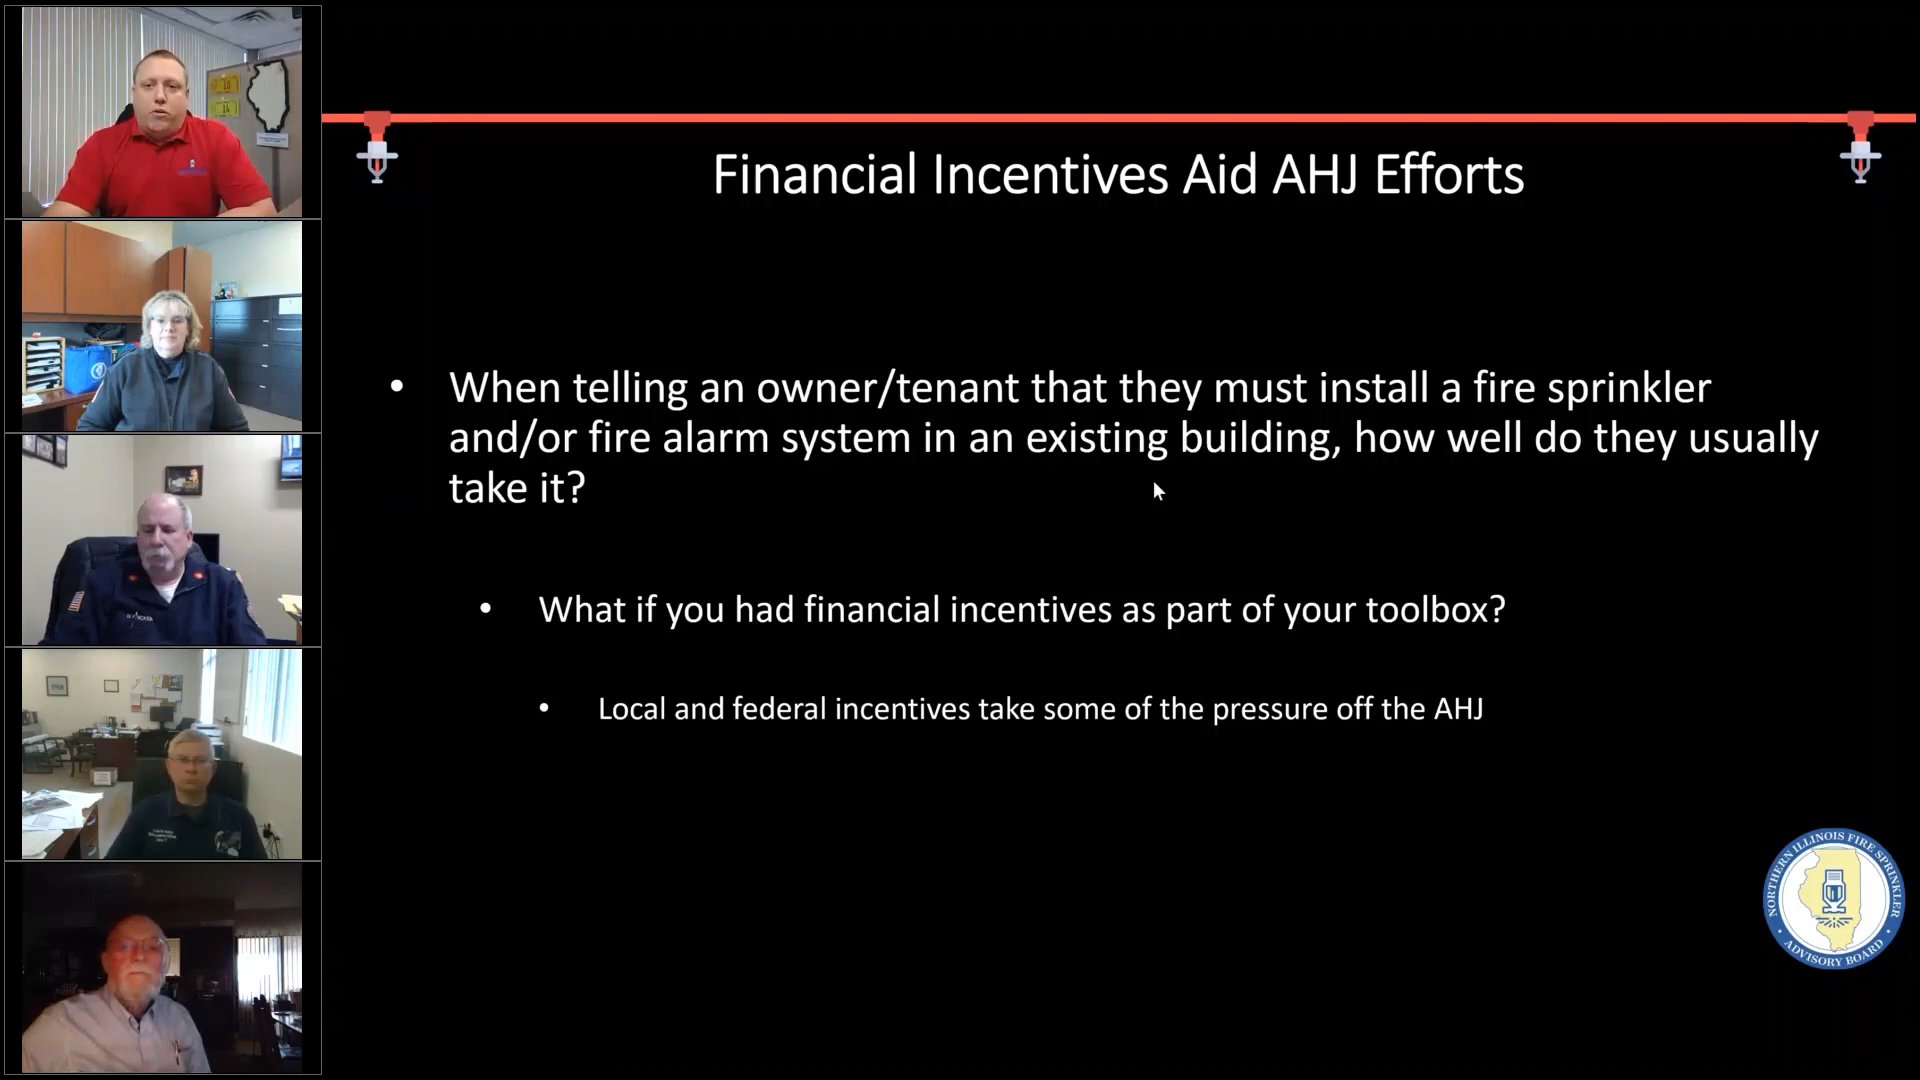 10
14
Financial Incentives Aid AHJ Efforts
• When telling an owner/tenant that they must install a fire sprinkler
and/or fire alarm system in an existing building, how well do they usually
take it?
• What if you had financial incentives as part of your toolbox?
• Local and federal incentives take some of the pressure off the AHJ
NORTHERN ILLINOIS FIRE SPRINKLER
• ADVISORY BOARD •